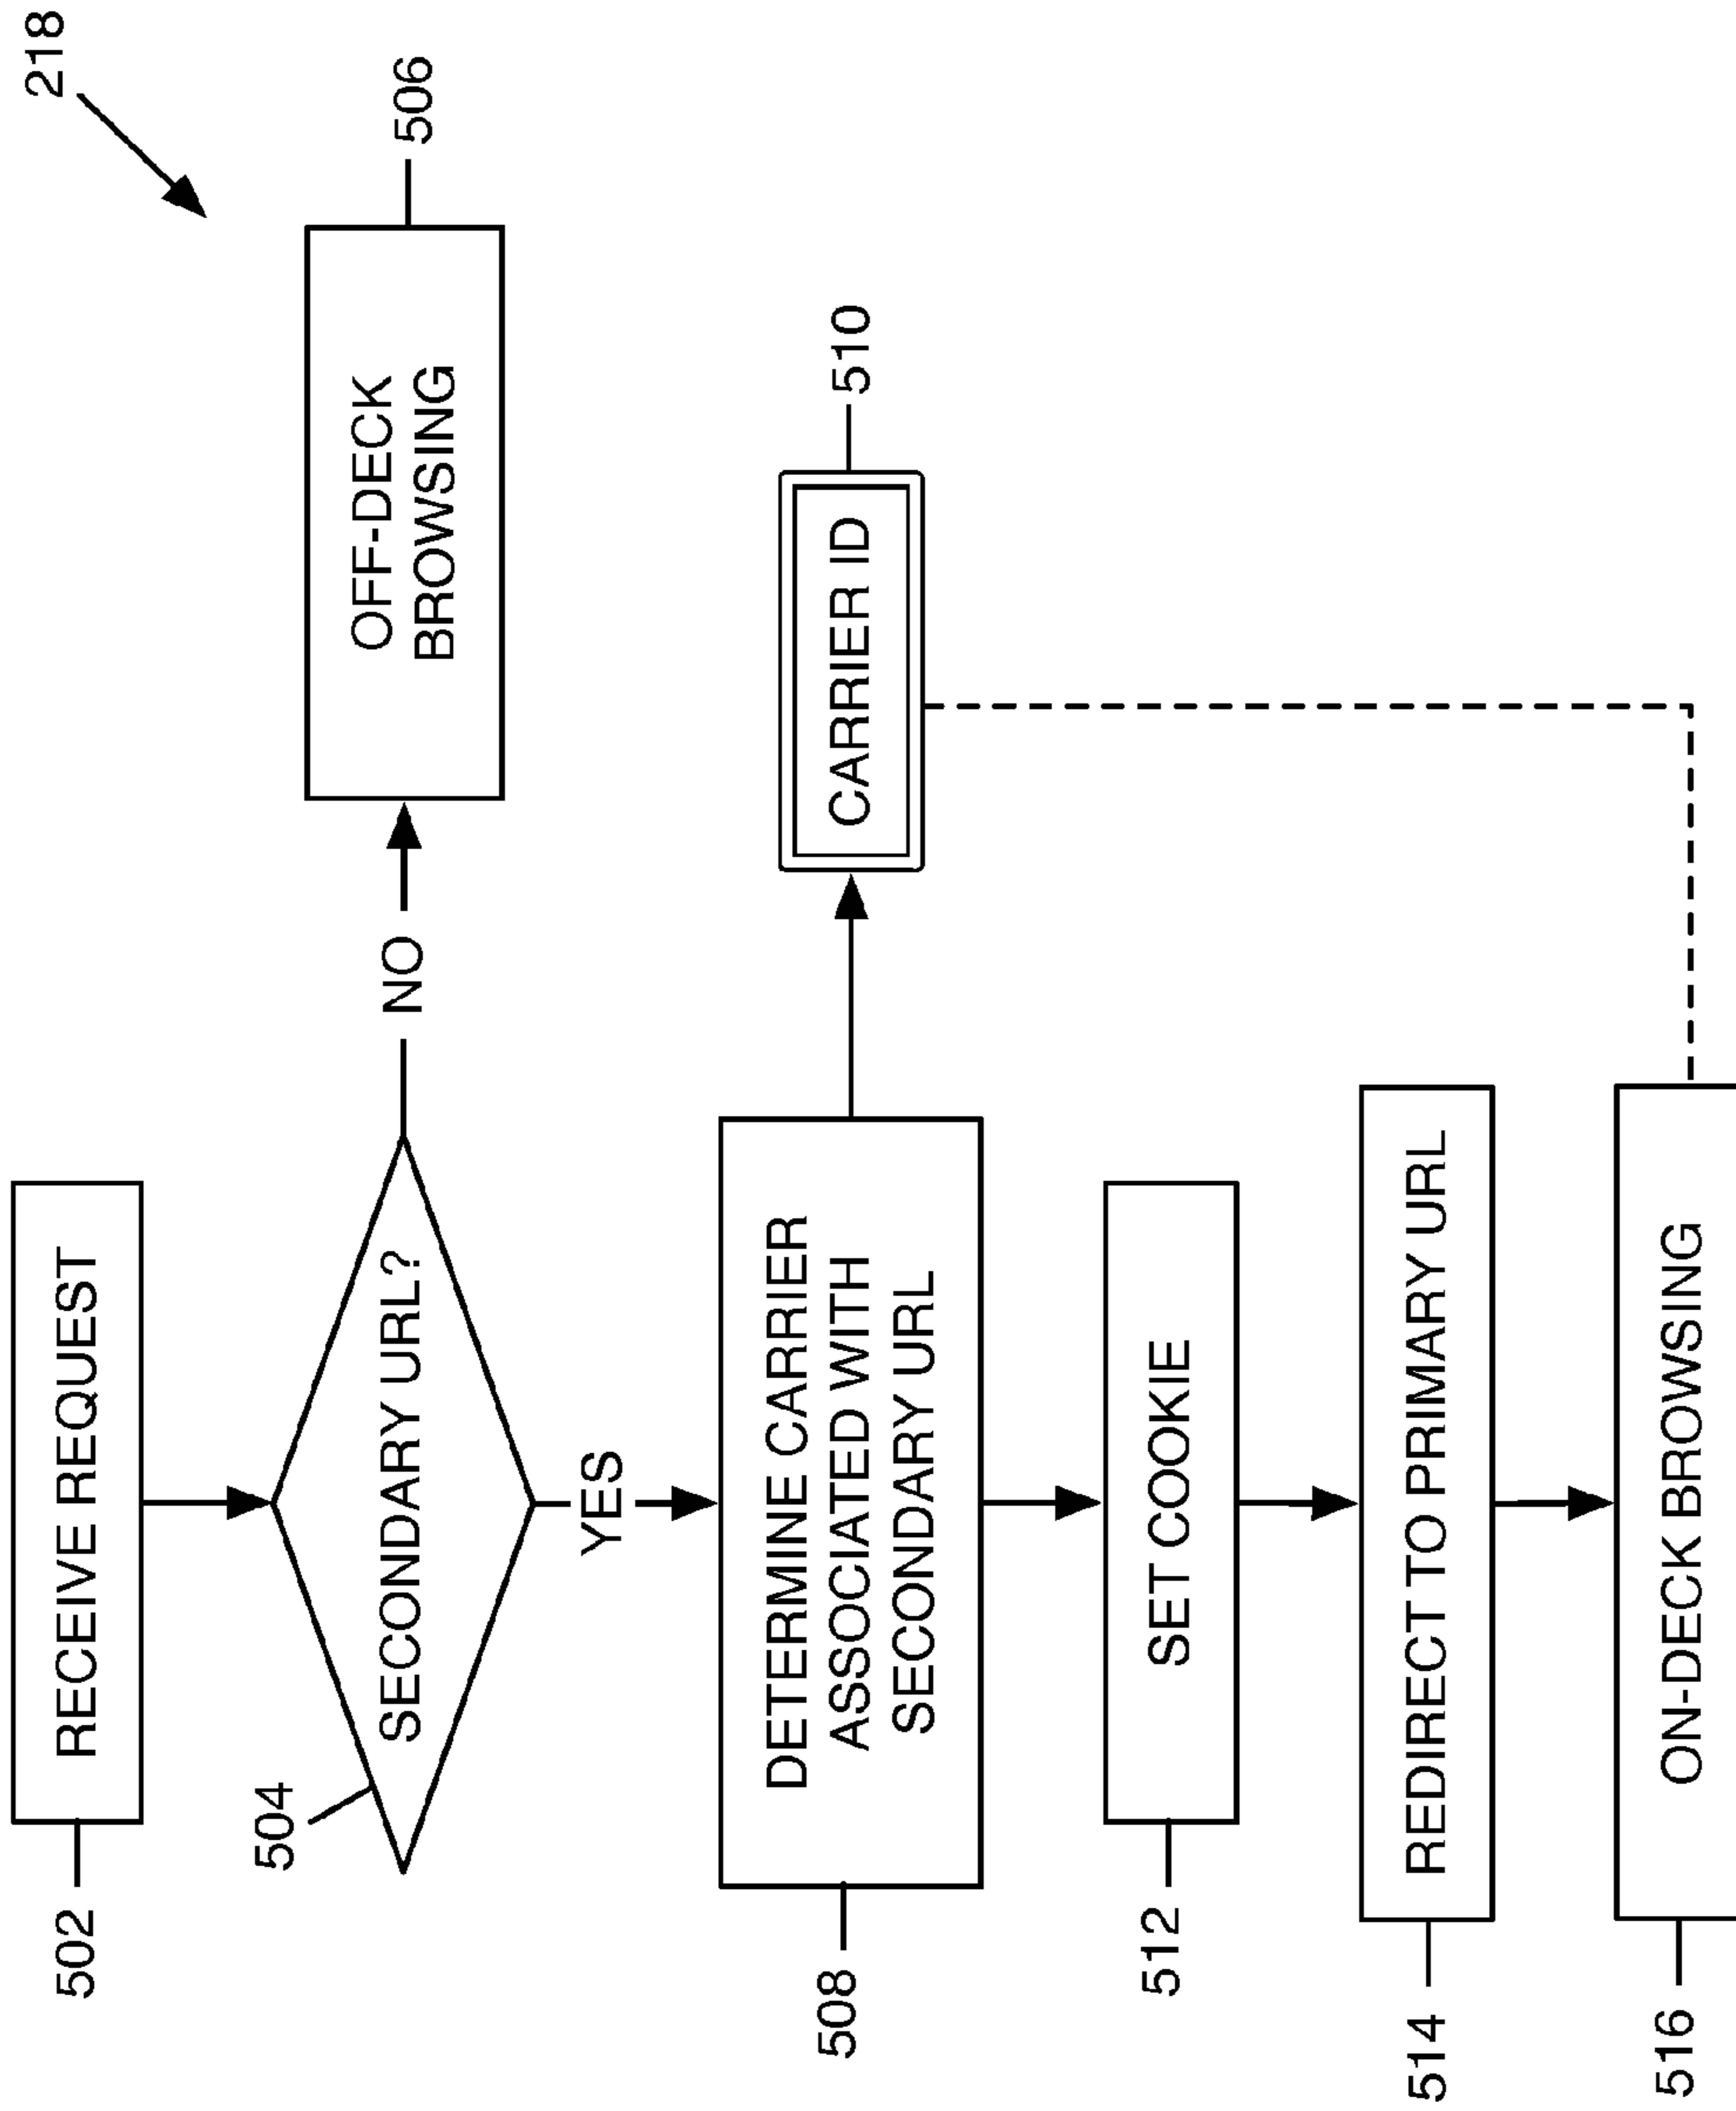 218
502
RECEIVE REQUEST
504
SECONDARY URL?
NO
OFF-DECK
BROWSING
506
YES
508
DETERMINE CARRIER
ASSOCIATED WITH
SECONDARY URL
CARRIER ID
510
512
SET COOKIE
514
REDIRECT TO PRIMARY URL
516
ON-DECK BROWSING